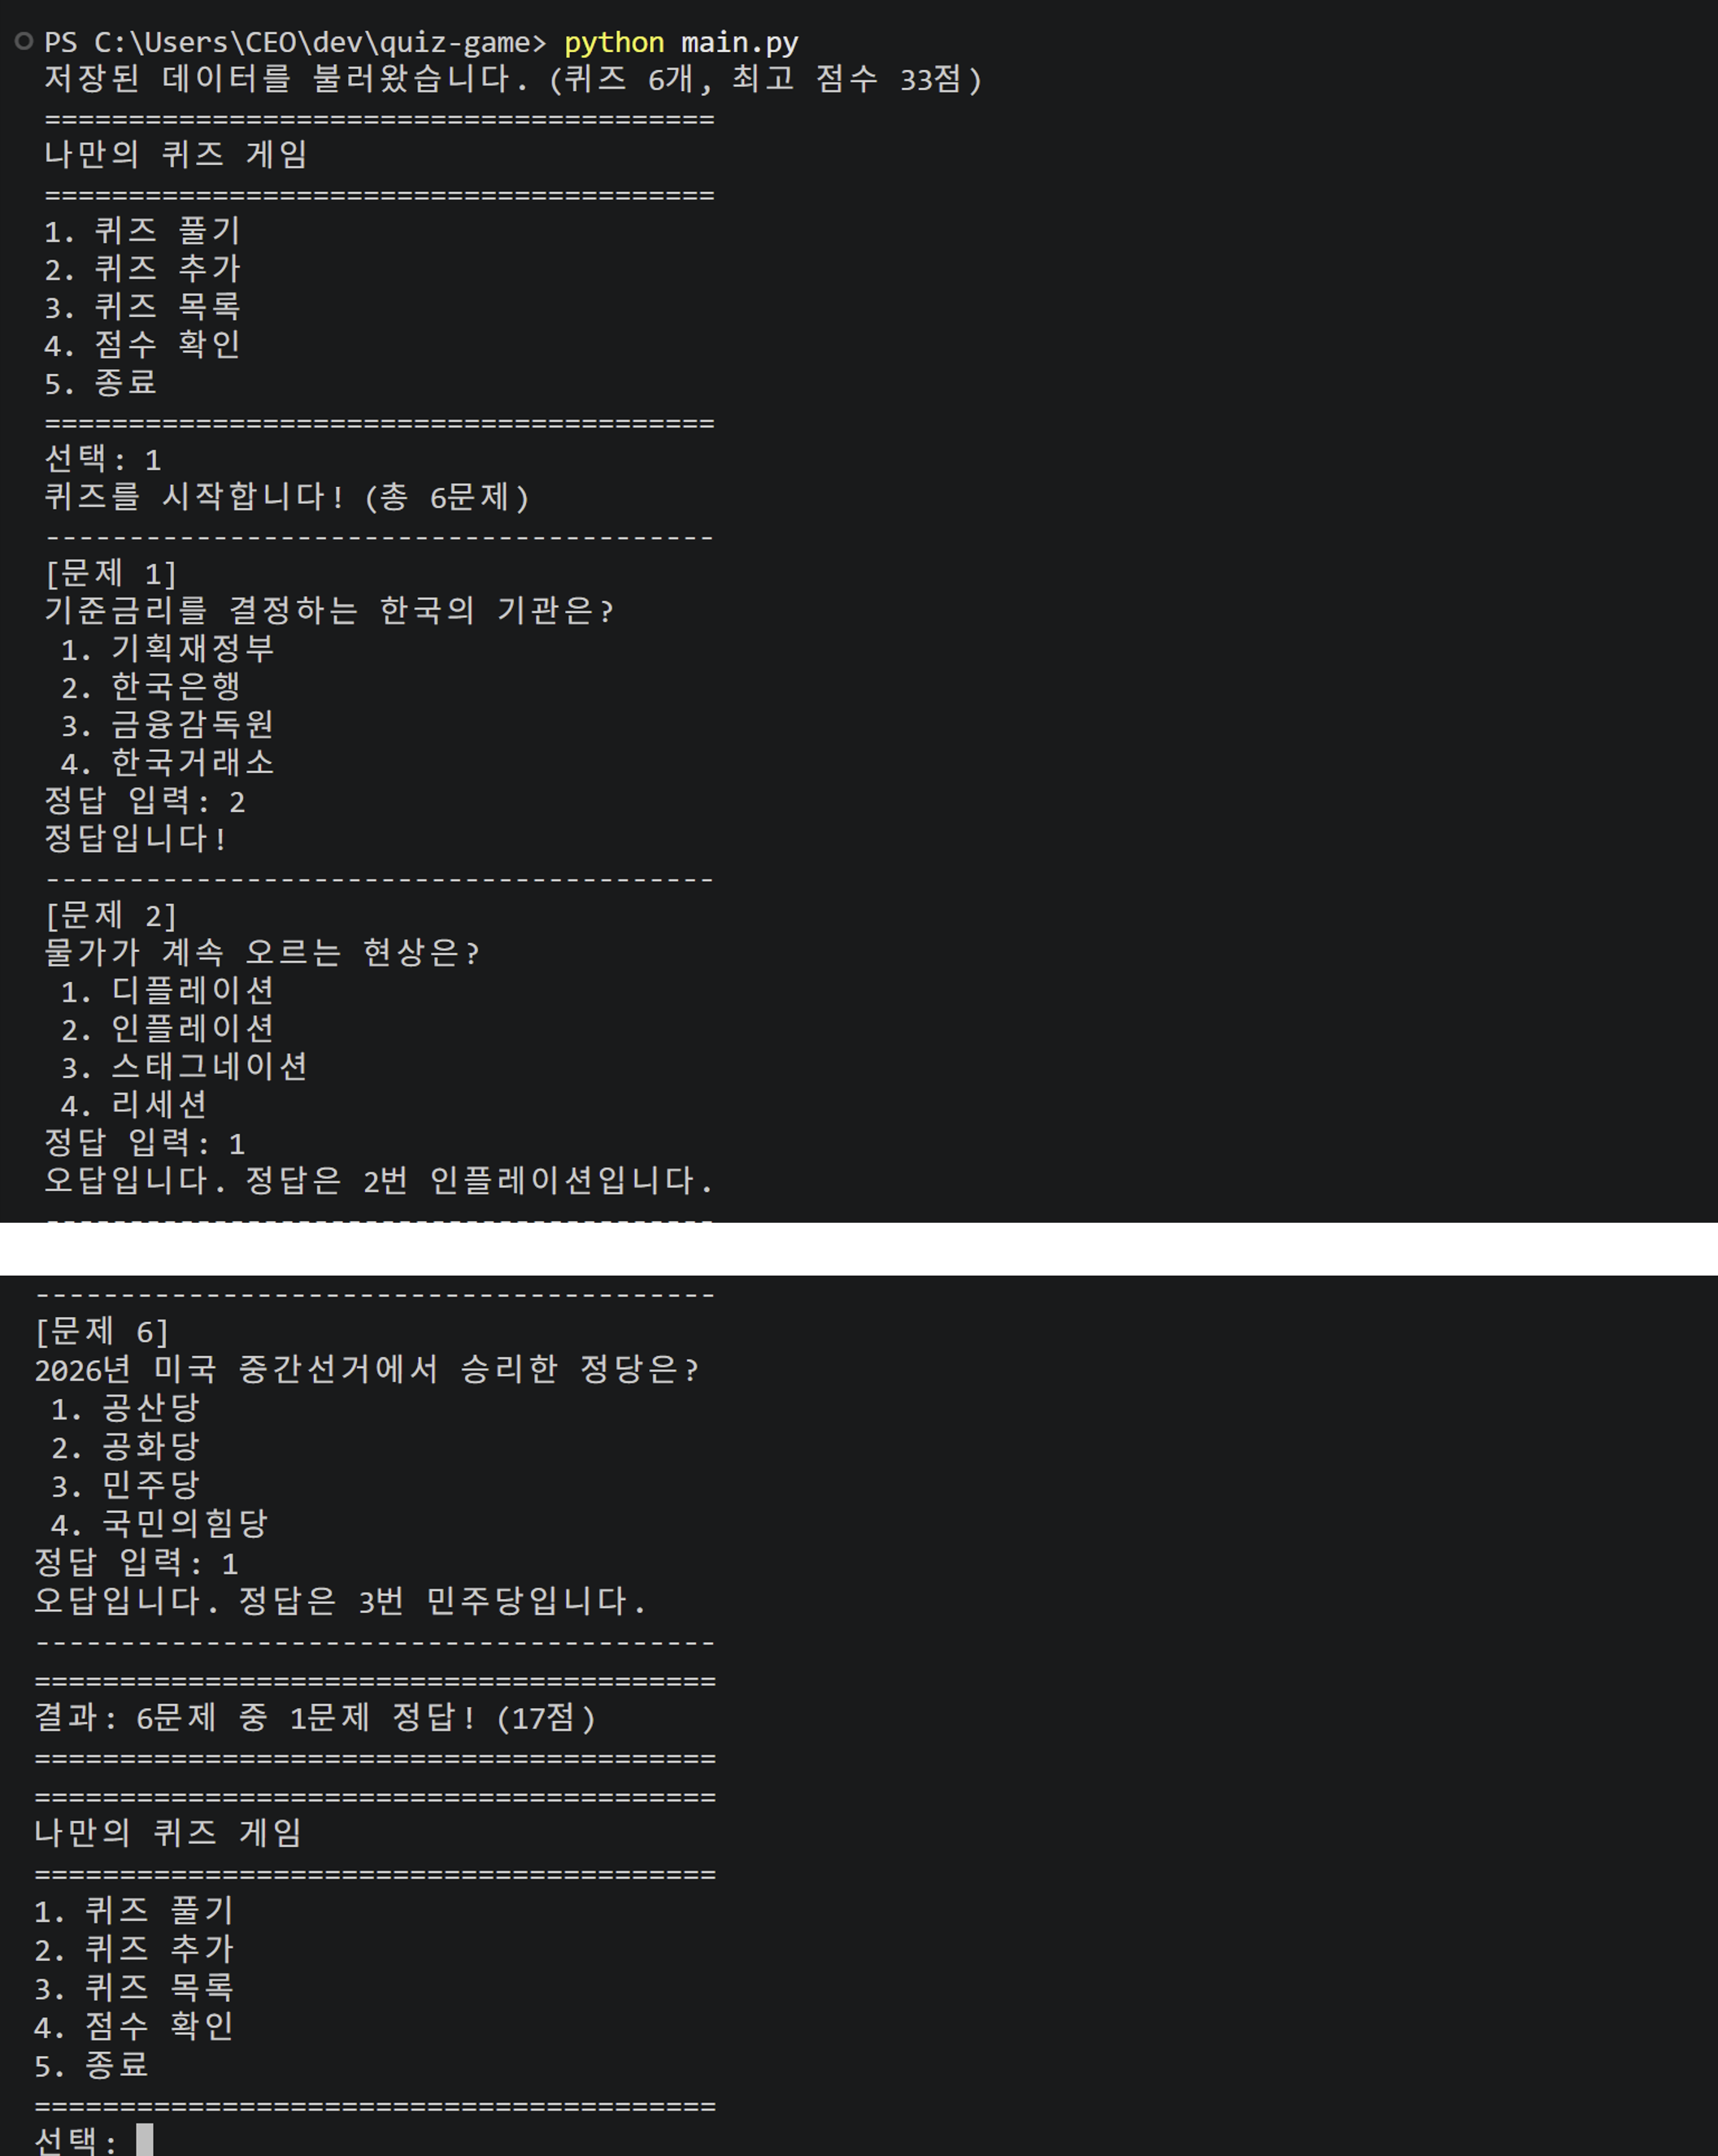 PS C:\Users\CEO\dev\quiz-game> python main.py
저장된 데이터를 불러왔습니다. (퀴즈 6개, 최고 점수 33점)
========================================
나만의 퀴즈 게임
========================================
1. 퀴즈 풀기
2. 퀴즈 추가
3. 퀴즈 목록
4. 점수 확인
5. 종료
========================================
선택: 1
퀴즈를 시작합니다! (총 6문제)
----------------------------------------
[문제 1]
기준금리를 결정하는 한국의 기관은?
 1. 기획재정부
 2. 한국은행
 3. 금융감독원
 4. 한국거래소
정답 입력: 2
정답입니다!
----------------------------------------
[문제 2]
물가가 계속 오르는 현상은?
 1. 디플레이션
 2. 인플레이션
 3. 스태그네이션
 4. 리세션
정답 입력: 1
오답입니다. 정답은 2번 인플레이션입니다.
----------------------------------------
----------------------------------------
[문제 6]
2026년 미국 중간선거에서 승리한 정당은?
 1. 공산당
 2. 공화당
 3. 민주당
 4. 국민의힘당
정답 입력: 1
오답입니다. 정답은 3번 민주당입니다.
----------------------------------------
========================================
결과: 6문제 중 1문제 정답! (17점)
========================================
========================================
나만의 퀴즈 게임
========================================
1. 퀴즈 풀기
2. 퀴즈 추가
3. 퀴즈 목록
4. 점수 확인
5. 종료
========================================
선택: